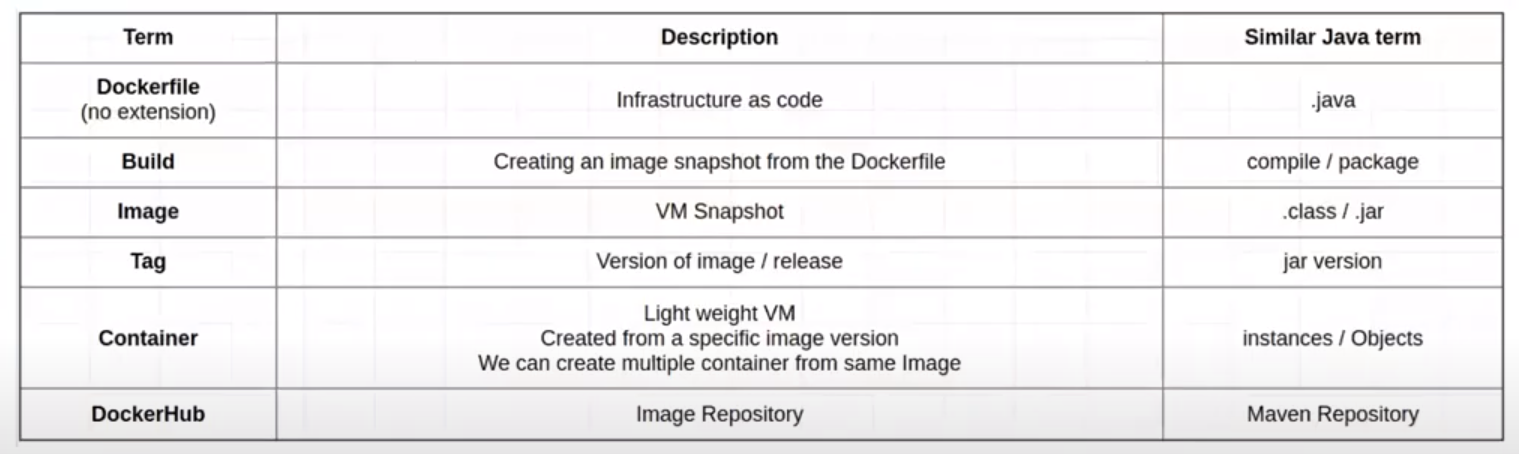 Term
Description
Similar Java term
Dockerfile
(no extension)
Infrastructure as code
.java
Build
Creating an image snapshot from the Dockerfile
compile / package
Image
VM Snapshot
.class / .jar
Tag
Version of image / release
jar version
Container
Light weight VM
Created from a specific image version
We can create multiple container from same Image
instances / Objects
DockerHub
Image Repository
Maven Repository